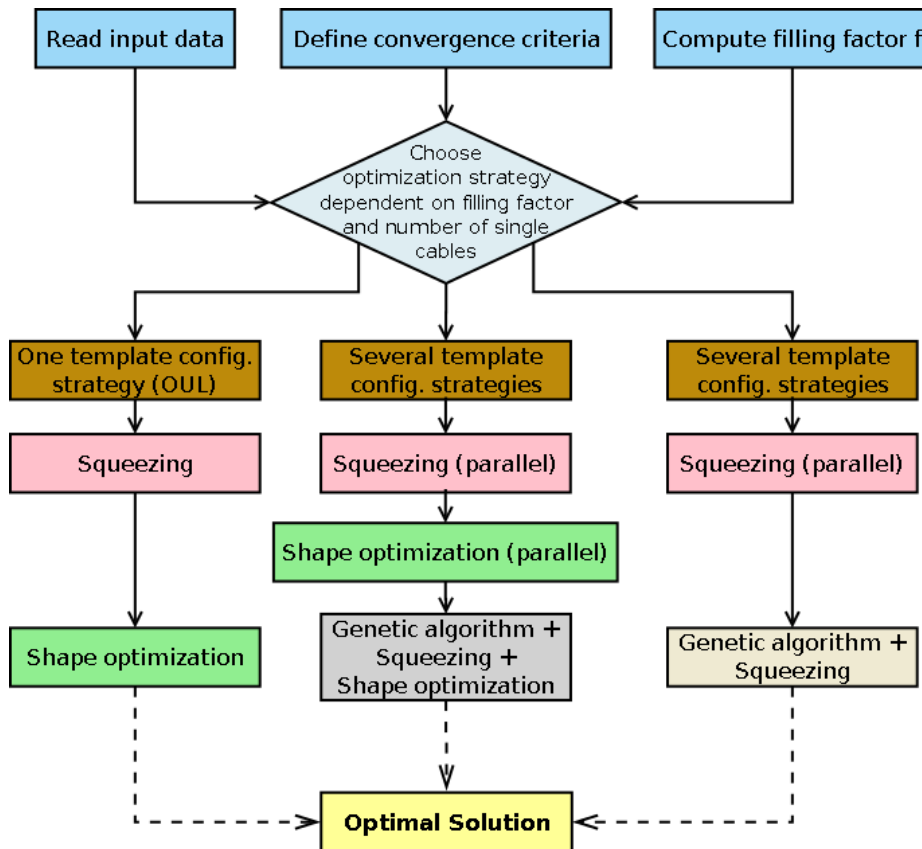 Read input data
Define convergence criteria
Compute filling factor f
Choose
optimization strategy
dependent on filling factor
and number of single
cables
One template config.
strategy (OUL)
Several template
config. strategies
Several template
config. strategies
Squeezing
Squeezing (parallel)
Squeezing (parallel)
Shape optimization (parallel)
Shape optimization
Genetic algorithm +
Squeezing +
Shape optimization
Genetic algorithm +
Squeezing
Optimal Solution